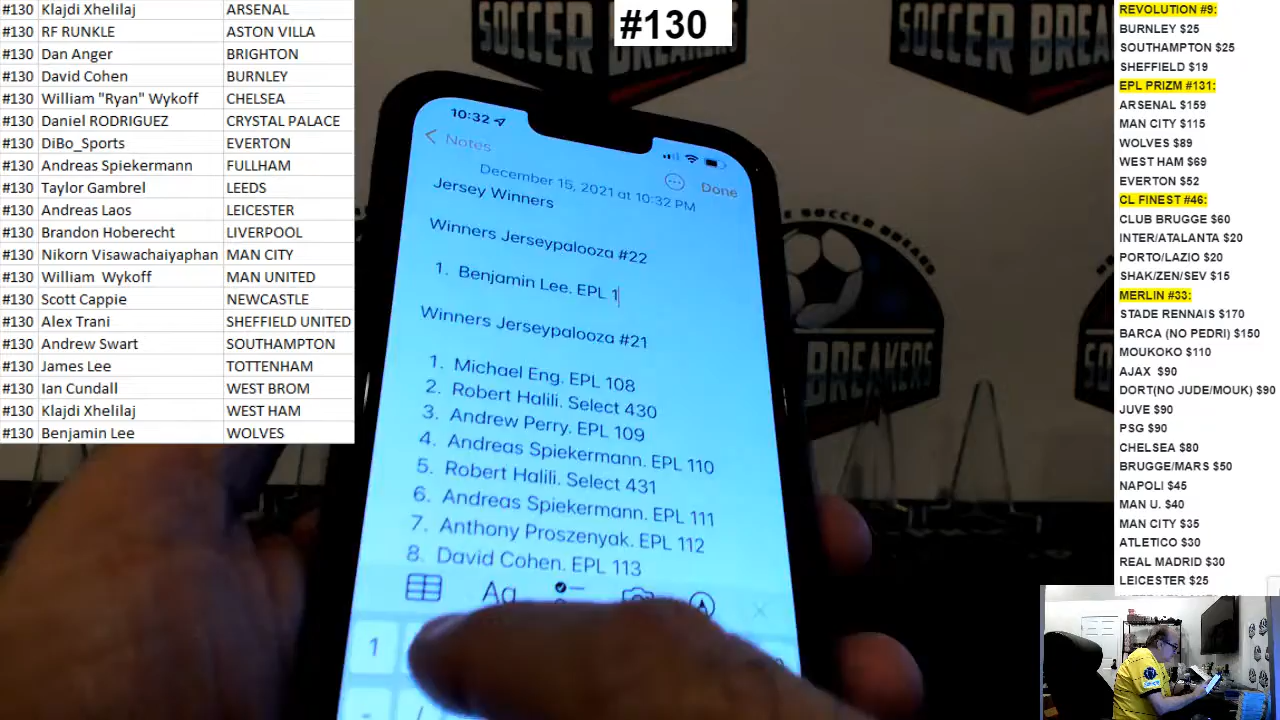 #130
#130 Klajdi Xhelilaj ARSENAL
#130 RF RUNKLE ASTON VILLA
#130 Dan Anger BRIGHTON
#130 David Cohen BURNLEY
#130 William "Ryan" Wykoff CHELSEA
#130 Daniel RODRIGUEZ CRYSTAL PALACE
#130 DiBo_Sports EVERTON
#130 Andreas Spiekermann FULLHAM
#130 Taylor Gambrel LEEDS
#130 Andreas Laos LEICESTER
#130 Brandon Hoberecht LIVERPOOL
#130 Nikorn Visawachaiyaphan MAN CITY
#130 William Wykoff MAN UNITED
#130 Scott Cappie NEWCASTLE
#130 Alex Trani SHEFFIELD UNITED
#130 Andrew Swart SOUTHAMPTON
#130 James Lee TOTTENHAM
#130 Ian Cundall WEST BROM
#130 Klajdi Xhelilaj WEST HAM
#130 Benjamin Lee WOLVES
SOCCER
SOCCER BREAKERS
BREAKERS
10:32
Notes
Done
December 15, 2021 at 10:32 PM
Jersey Winners
Winners Jerseypalooza #22
1. Benjamin Lee. EPL 1
Winners Jerseypalooza #21
1. Michael Eng. EPL 108
2. Robert Halili. Select 430
3. Andrew Perry. EPL 109
4. Andreas Spiekermann. EPL 110
5. Robert Halili. Select 431
6. Andreas Spiekermann. EPL 111
7. Anthony Proszenyak. EPL 112
8. David Cohen. EPL 113
Aa
1
REVOLUTION #9:
BURNLEY $25
SOUTHAMPTON $25
SHEFFIELD $19
EPL PRIZM #131:
ARSENAL $159
MAN CITY $115
WOLVES $89
WEST HAM $69
EVERTON $52
CL FINEST #46:
CLUB BRUGGE $60
INTER/ATALANTA $20
PORTO/LAZIO $20
SHAK/ZEN/SEV $15
MERLIN #33:
STADE RENNAIS $170
BARCA (NO PEDRI) $150
MOUKOKO $110
AJAX $90
DORT(NO JUDE/MOUK) $90
JUVE $90
PSG $90
CHELSEA $80
BRUGGE/MARS $50
NAPOLI $45
MAN U. $40
MAN CITY $35
ATLETICO $30
REAL MADRID $30
LEICESTER $25